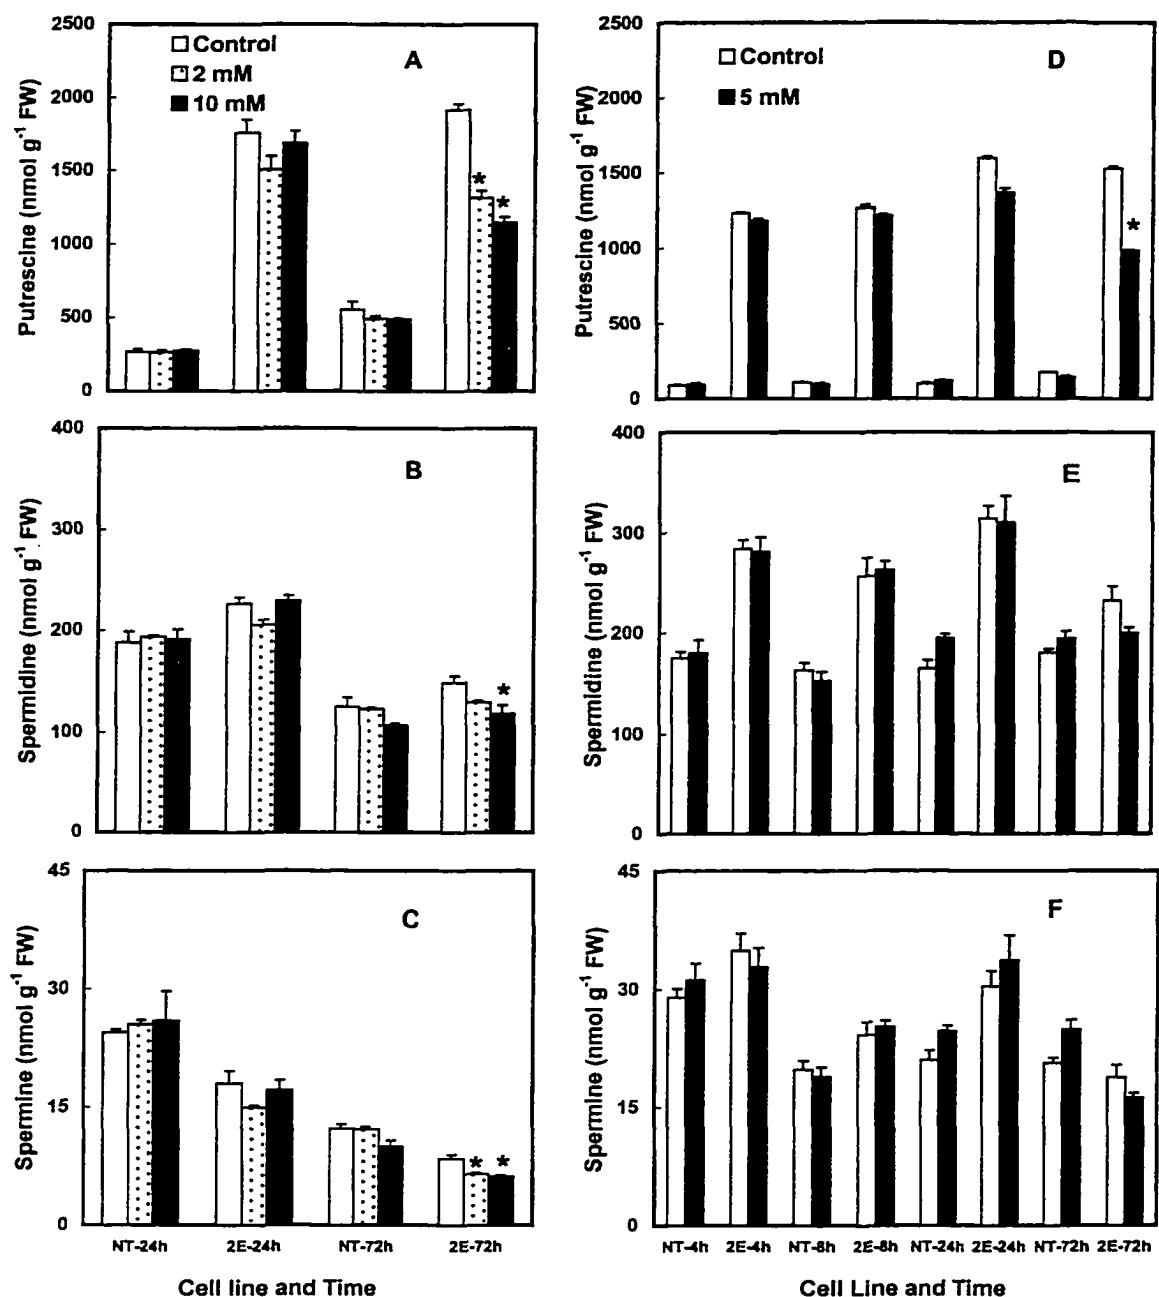 A
Control
2 mM
10 mM
Putrescine (nmol g-1 FW)
2500
2000
1500
1000
500
0
*
*
D
Control
5 mM
Putrescine (nmol g-1 FW)
2500
2000
1500
1000
500
0
*
B
Spermidine (nmol g-1 FW)
400
300
200
100
0
*
E
Spermidine (nmol g-1 FW)
400
300
200
100
0
C
Spermine (nmol g-1 FW)
45
30
15
0
*
*
NT-24h 2E-24h NT-72h 2E-72h
Cell line and Time
F
Spermine (nmol g-1 FW)
45
30
15
0
NT-4h 2E-4h NT-8h 2E-8h NT-24h 2E-24h NT-72h 2E-72h
Cell Line and Time